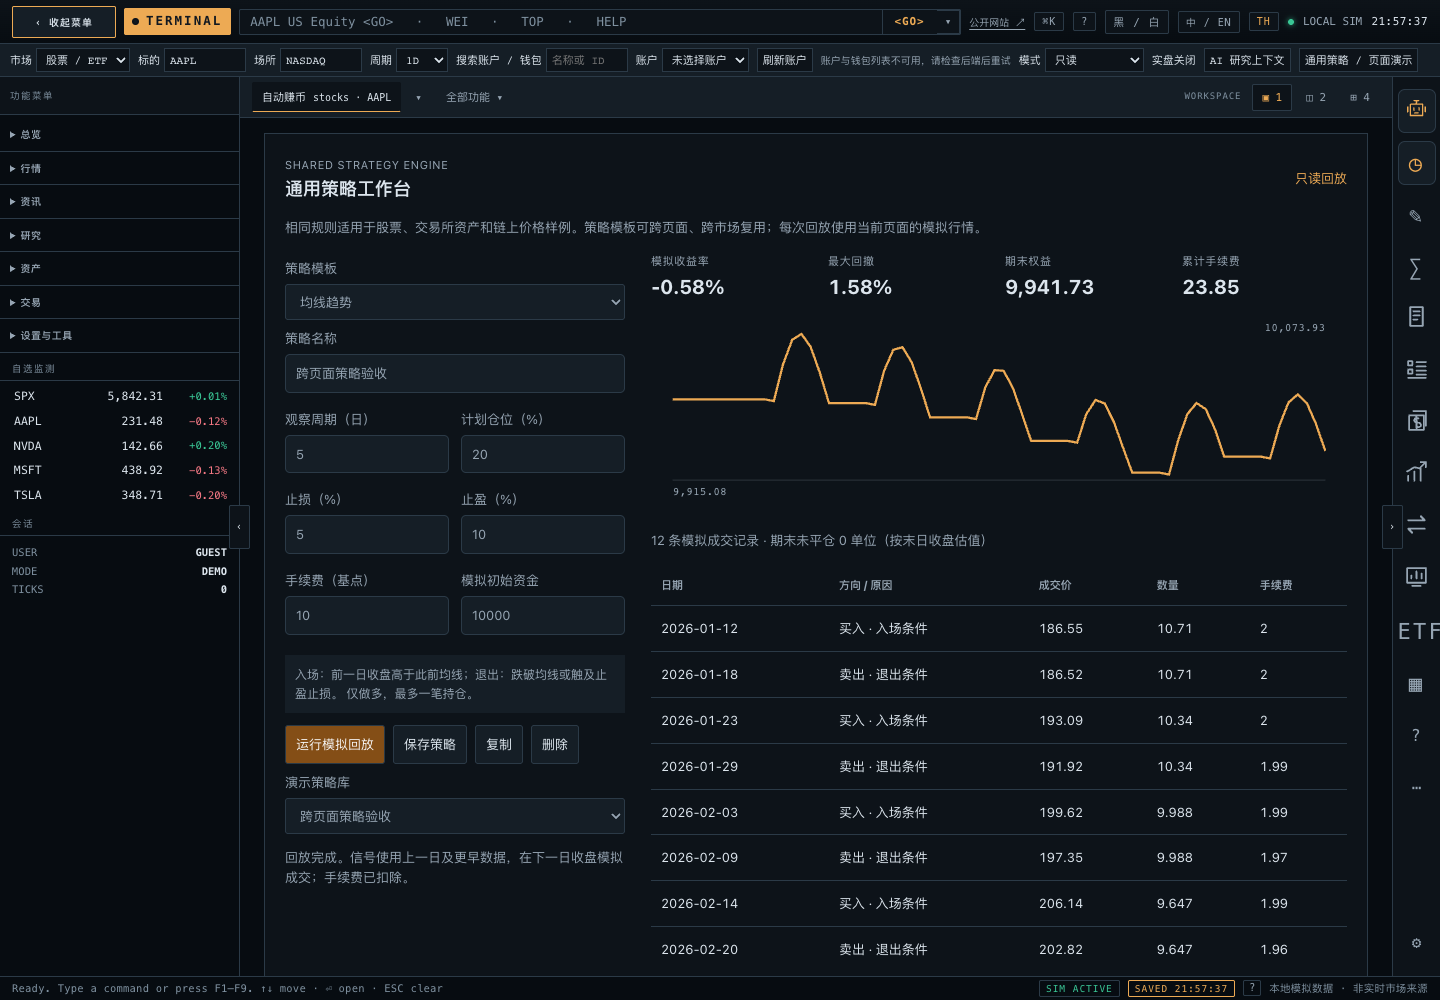 ‹ 收起菜单 TERMINAL AAPL US Equity <GO> · WEI · TOP · HELP <GO> ▾ 公开网站 ↗ ⌘K ? 黑 / 白 中 / EN TH LOCAL SIM 21:57:37
市场 股票 / ETF 标的 AAPL 场所 NASDAQ 周期 1D 搜索账户 / 钱包 名称或 ID 账户 未选择账户 刷新账户 账户与钱包列表不可用，请检查后端后重试 模式 只读 实盘关闭 AI 研究上下文 通用策略 / 页面演示
功能菜单
▸ 总览
▸ 行情
▸ 资讯
▸ 研究
▸ 资产
▸ 交易
▸ 设置与工具
自选监测
SPX 5,842.31 +0.01%
AAPL 231.48 −0.12%
NVDA 142.66 +0.20%
MSFT 438.92 −0.13%
TSLA 348.71 −0.20%
会话
USER GUEST
MODE DEMO
TICKS 0
自动赚币 stocks · AAPL ▾ 全部功能 ▾ WORKSPACE ▣ 1 ◫ 2 ⊞ 4
SHARED STRATEGY ENGINE
通用策略工作台
只读回放
相同规则适用于股票、交易所资产和链上价格样例。策略模板可跨页面、跨市场复用；每次回放使用当前页面的模拟行情。
策略模板
均线趋势
策略名称
跨页面策略验收
观察周期（日） 计划仓位（%）
5 20
止损（%） 止盈（%）
5 10
手续费（基点） 模拟初始资金
10 10000
入场：前一日收盘高于此前均线；退出：跌破均线或触及止
盈止损。 仅做多，最多一笔持仓。
运行模拟回放 保存策略 复制 删除
演示策略库
跨页面策略验收
回放完成。信号使用上一日及更早数据，在下一日收盘模拟
成交；手续费已扣除。
模拟收益率 最大回撤 期末权益 累计手续费
-0.58% 1.58% 9,941.73 23.85
10,073.93
9,915.08
12 条模拟成交记录 · 期末未平仓 0 单位（按末日收盘估值）
日期 方向 / 原因 成交价 数量 手续费
2026-01-12 买入 · 入场条件 186.55 10.71 2
2026-01-18 卖出 · 退出条件 186.52 10.71 2
2026-01-23 买入 · 入场条件 193.09 10.34 2
2026-01-29 卖出 · 退出条件 191.92 10.34 1.99
2026-02-03 买入 · 入场条件 199.62 9.988 1.99
2026-02-09 卖出 · 退出条件 197.35 9.988 1.97
2026-02-14 买入 · 入场条件 206.14 9.647 1.99
2026-02-20 卖出 · 退出条件 202.82 9.647 1.96
ETF
?
…
Ready. Type a command or press F1—F9. ↑↓ move · ⏎ open · ESC clear
SIM ACTIVE SAVED 21:57:37 ? 本地模拟数据 · 非实时市场来源